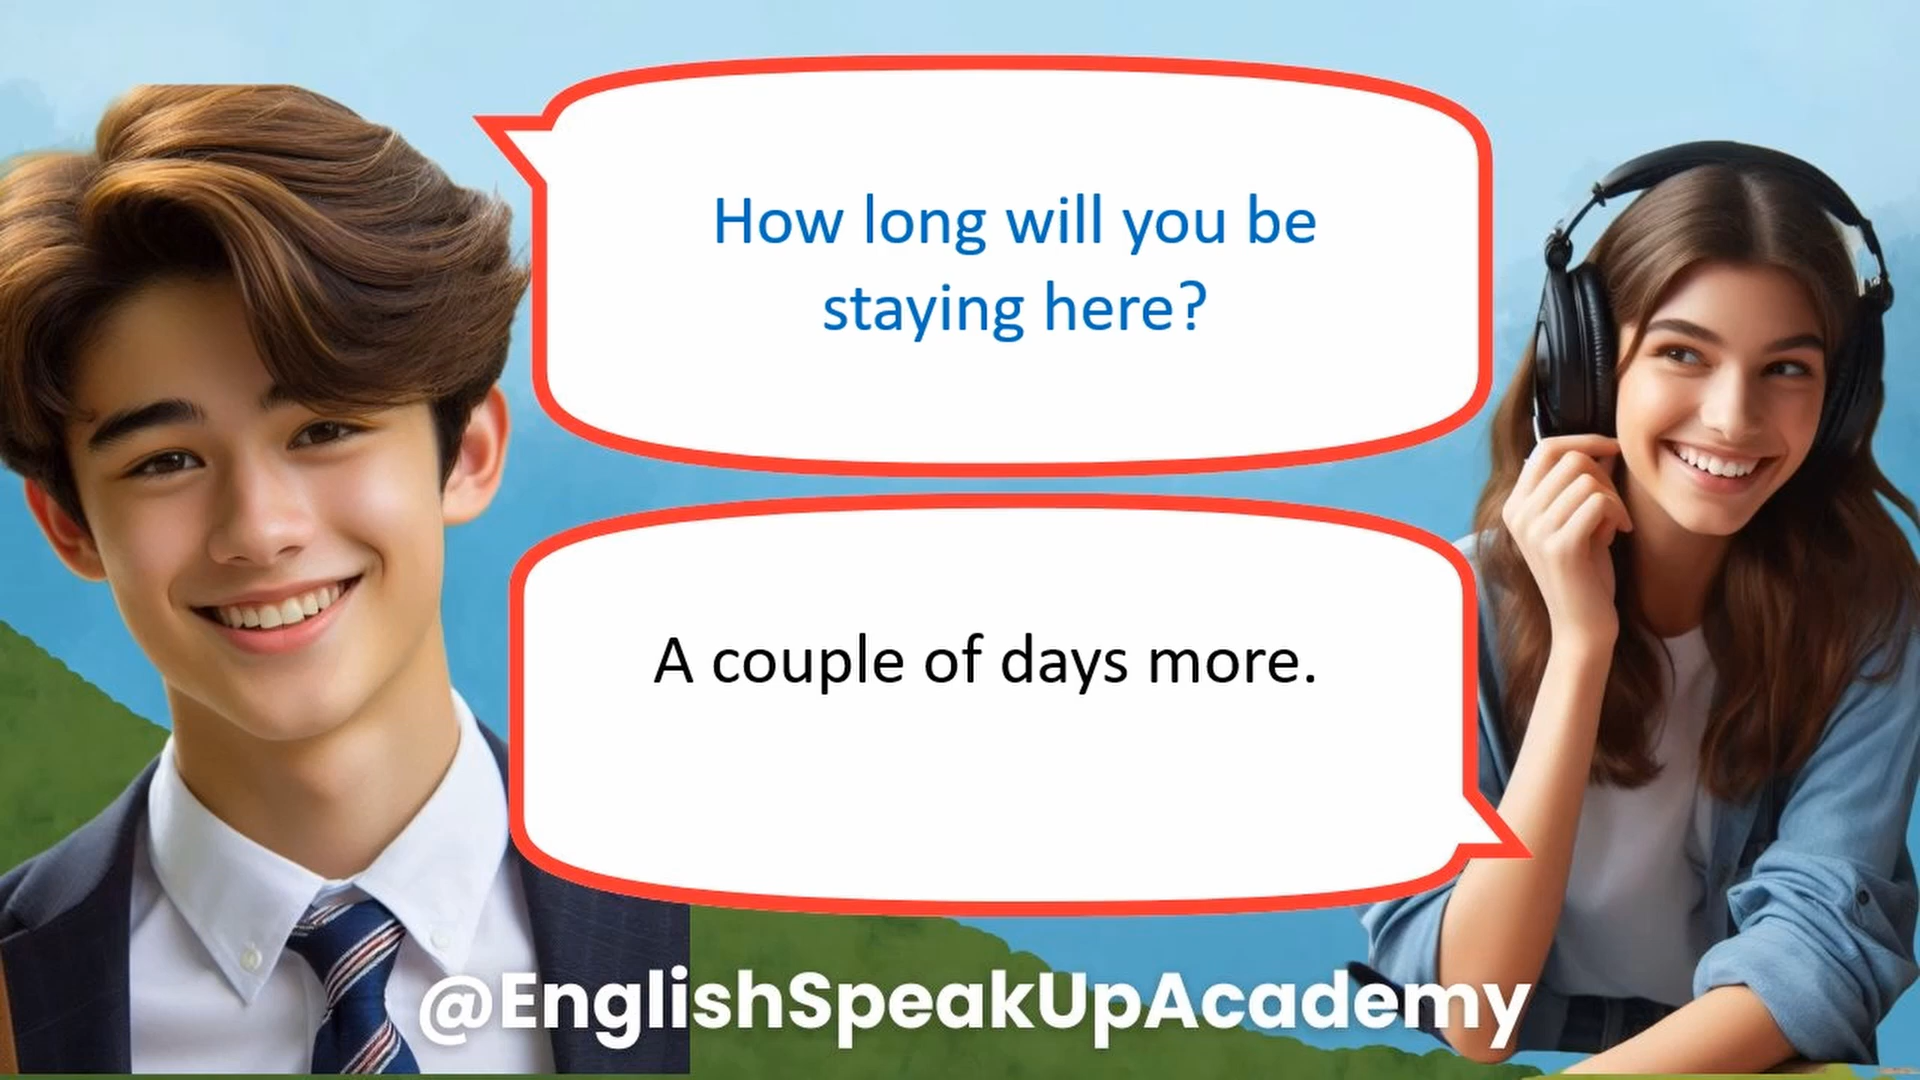 How long will you be
staying here?
A couple of days more.
@EnglishSpeakUpAcademy